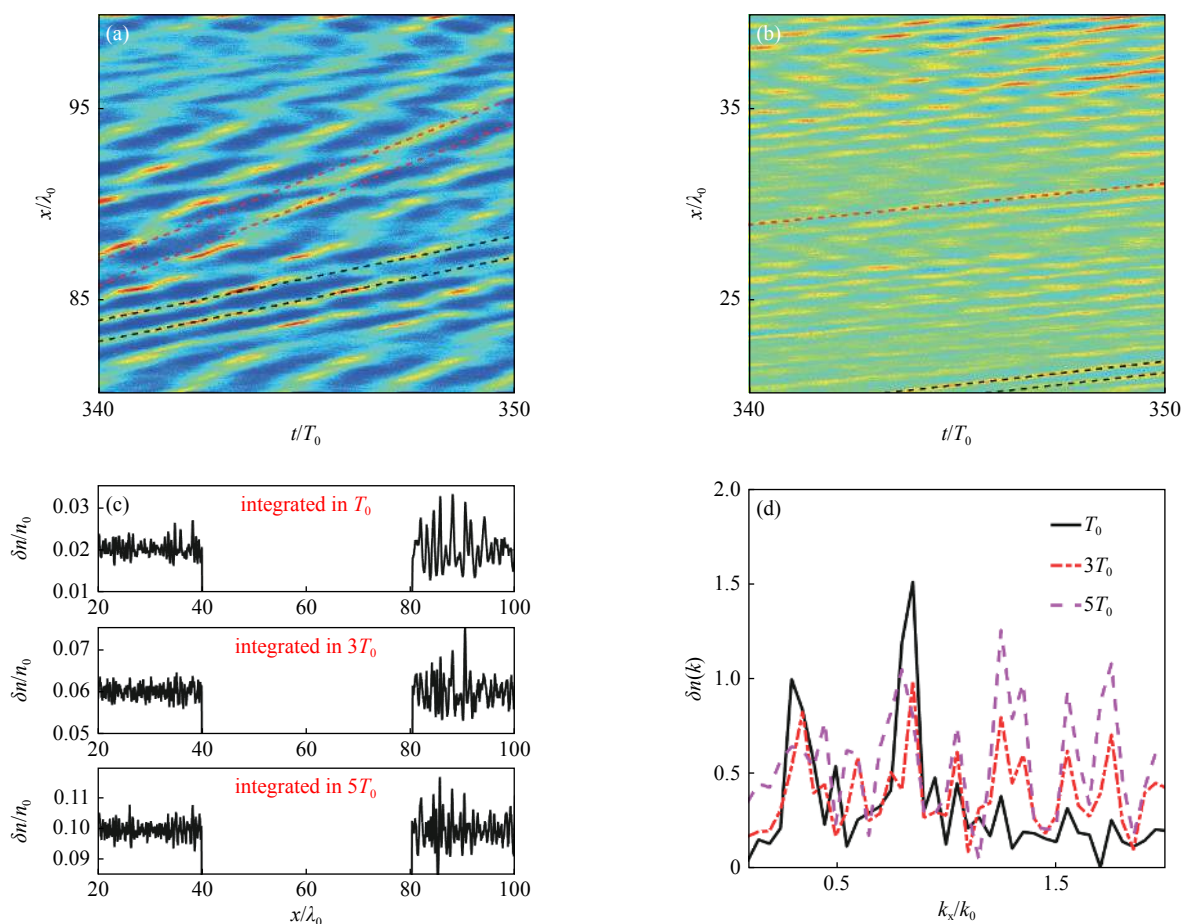 (a)
95
85
x/λ₀
340
350
t/T₀
(b)
35
25
x/λ₀
340
350
t/T₀
(c)
integrated in T₀
0.03
0.02
0.01
δn/n₀
20
40
60
80
100
integrated in 3T₀
0.07
0.06
0.05
δn/n₀
20
40
60
80
100
integrated in 5T₀
0.11
0.10
0.09
δn/n₀
20
40
60
80
100
x/λ₀
(d)
2.0
1.5
1.0
0.5
0
δn(k)
T₀
3T₀
5T₀
0.5
1.5
kₓ/k₀